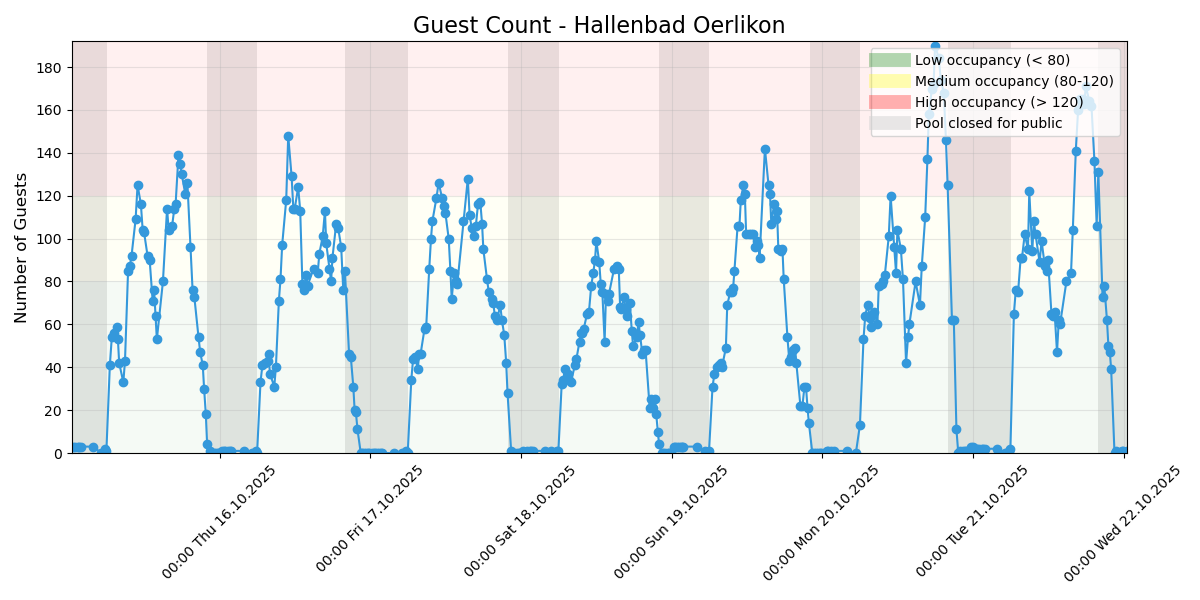 Guest Count - Hallenbad Oerlikon
Number of Guests
180
160
140
120
100
80
60
40
20
0
Low occupancy (< 80)
Medium occupancy (80-120)
High occupancy (> 120)
Pool closed for public
00:00 Thu 16.10.2025
00:00 Fri 17.10.2025
00:00 Sat 18.10.2025
00:00 Sun 19.10.2025
00:00 Mon 20.10.2025
00:00 Tue 21.10.2025
00:00 Wed 22.10.2025